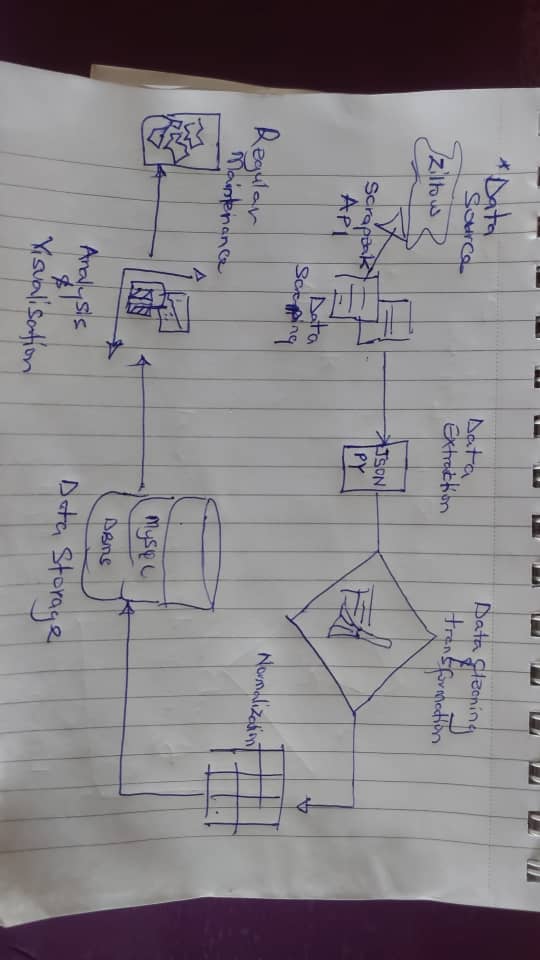 * Data
Source
Zillow
Scrapeak
Api
Data
Scraping
Data
Extraction
JSON
PY
Data Cleaning
&
transformation
Normalization
MySQL
DBMS
Data Storage
Analysis
&
Visualisation
Regular
Maintenance